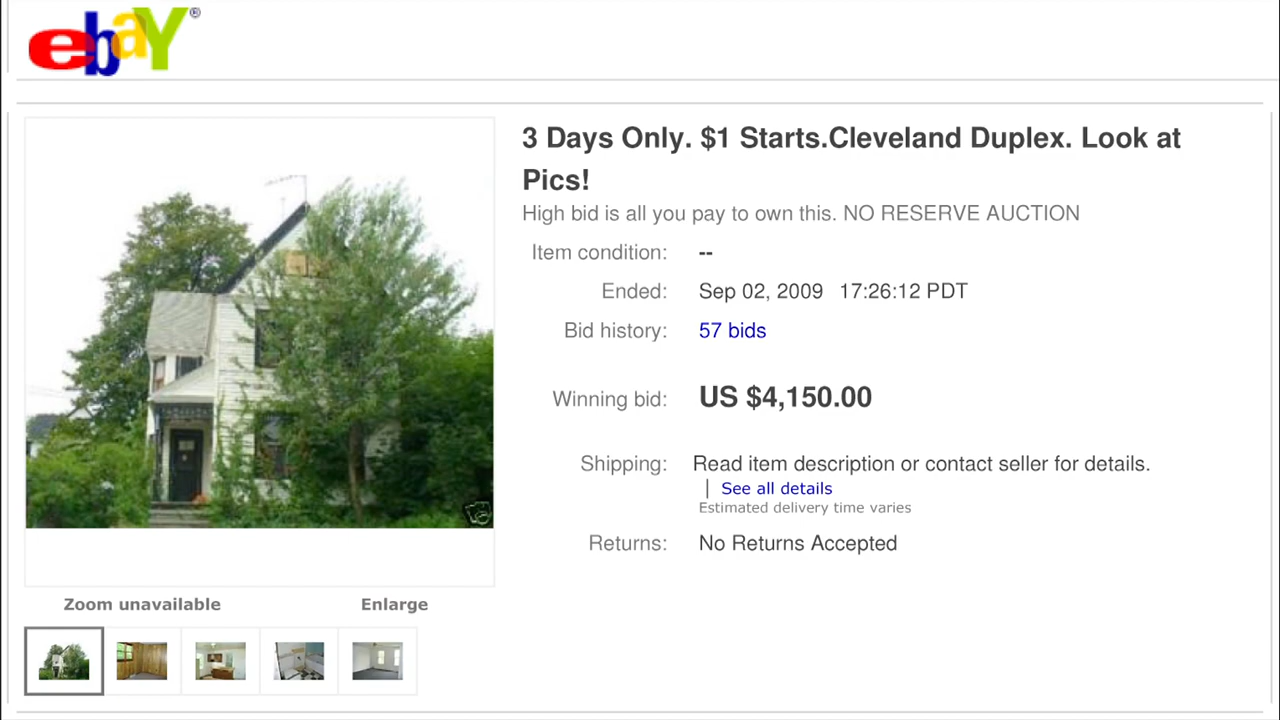 ebaY®
3 Days Only. $1 Starts.Cleveland Duplex. Look at
Pics!
High bid is all you pay to own this. NO RESERVE AUCTION
Item condition: --
Ended: Sep 02, 2009 17:26:12 PDT
Bid history: 57 bids
Winning bid: US $4,150.00
Shipping: Read item description or contact seller for details.
| See all details
Estimated delivery time varies
Returns: No Returns Accepted
Zoom unavailable Enlarge